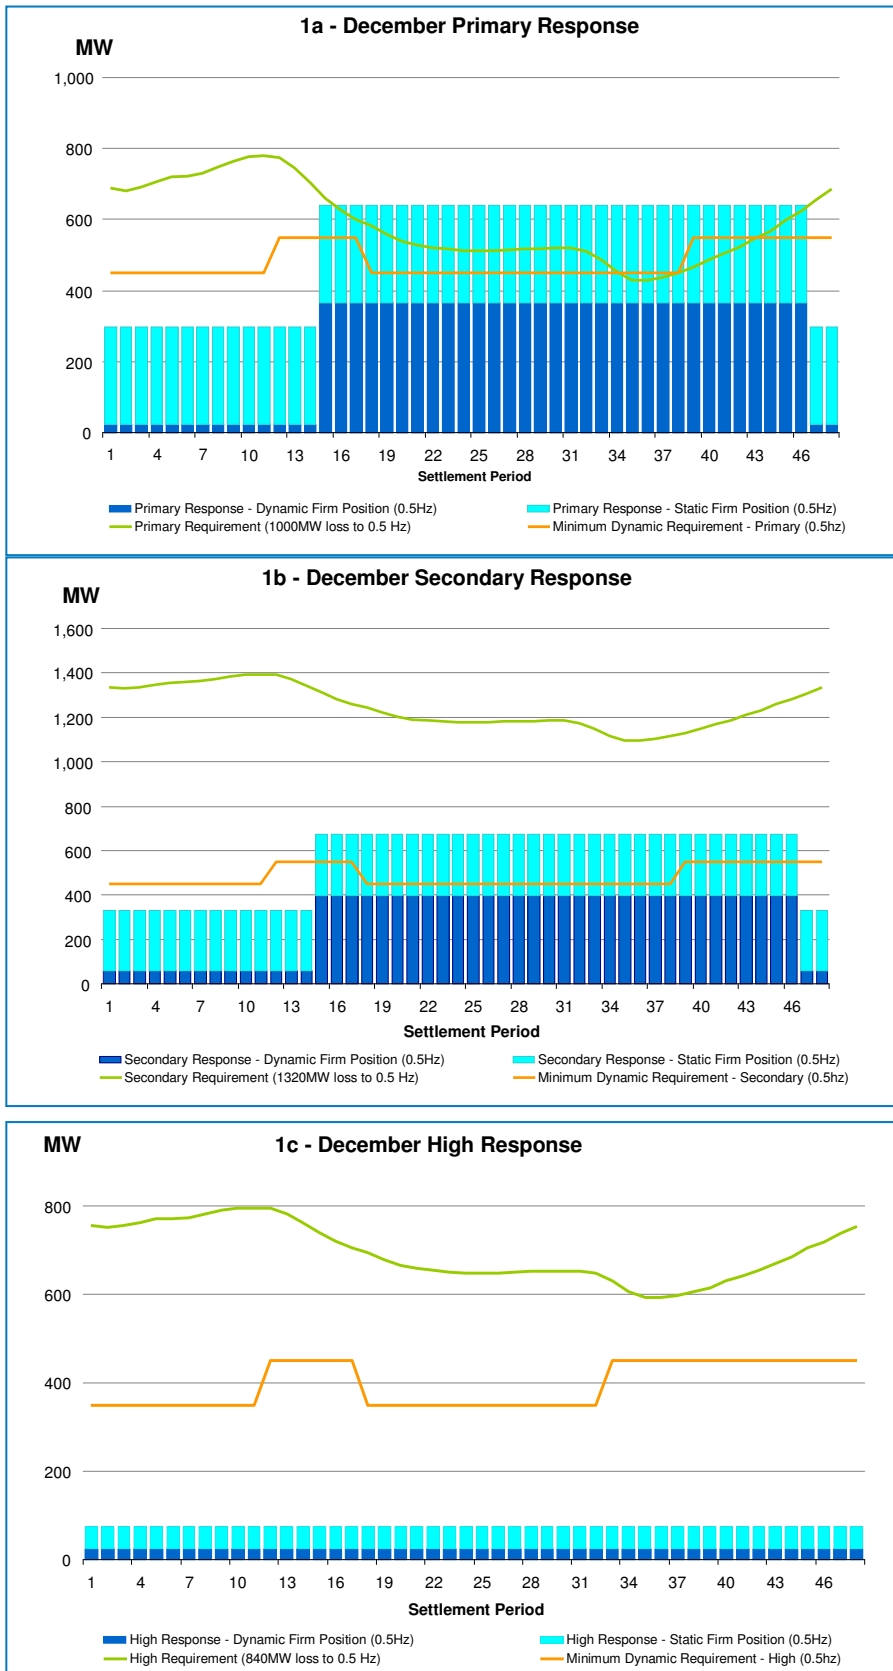 1a - December Primary Response
MW
1,000
800
600
400
200
0
1 4 7 10 13 16 19 22 25 28 31 34 37 40 43 46
Settlement Period
Primary Response - Dynamic Firm Position (0.5Hz) Primary Response - Static Firm Position (0.5Hz)
Primary Requirement (1000MW loss to 0.5 Hz) Minimum Dynamic Requirement - Primary (0.5hz)
1b - December Secondary Response
MW
1,600
1,400
1,200
1,000
800
600
400
200
0
1 4 7 10 13 16 19 22 25 28 31 34 37 40 43 46
Settlement Period
Secondary Response - Dynamic Firm Position (0.5Hz) Secondary Response - Static Firm Position (0.5Hz)
Secondary Requirement (1320MW loss to 0.5 Hz) Minimum Dynamic Requirement - Secondary (0.5hz)
MW 1c - December High Response
800
600
400
200
0
1 4 7 10 13 16 19 22 25 28 31 34 37 40 43 46
Settlement Period
High Response - Dynamic Firm Position (0.5Hz) High Response - Static Firm Position (0.5Hz)
High Requirement (840MW loss to 0.5 Hz) Minimum Dynamic Requirement - High (0.5hz)